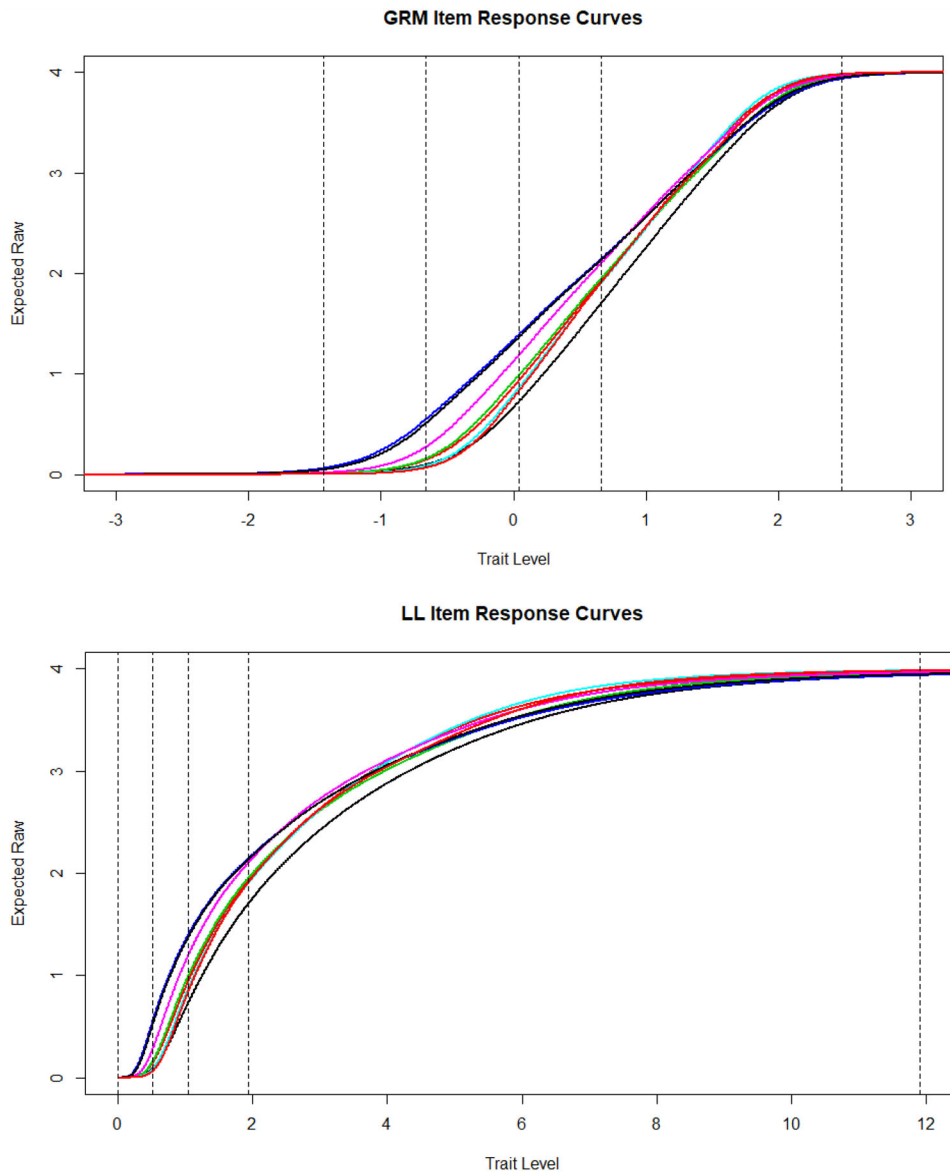 GRM Item Response Curves
4
3
2
1
0
Expected Raw
-3 -2 -1 0 1 2 3
Trait Level
LL Item Response Curves
4
3
2
1
0
Expected Raw
0 2 4 6 8 10 12
Trait Level